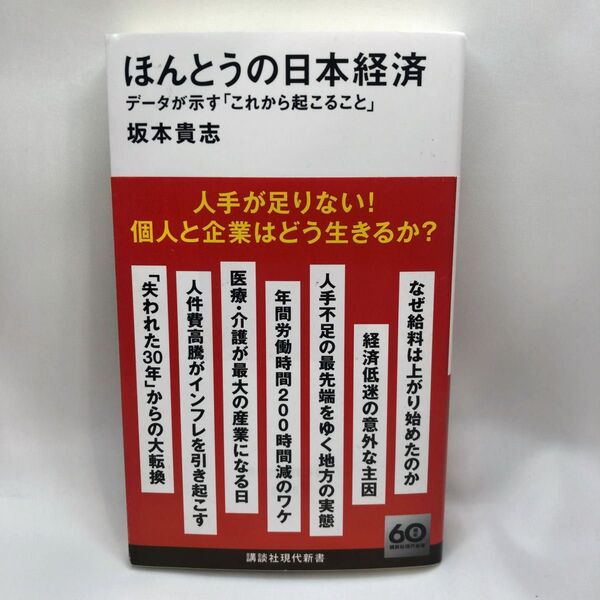 ほんとうの日本経済
データが示す「これから起こること」
坂本貴志
人手が足りない!
個人と企業はどう生きるか?
なぜ給料は上がり始めたのか
経済低迷の意外な主因
人手不足の最先端をゆく地方の実態
年間労働時間200時間減のワケ
医療・介護が最大の産業になる日
人件費高騰がインフレを引き起こす
「失われた30年」からの大転換
60
講談社現代新書
講談社現代新書